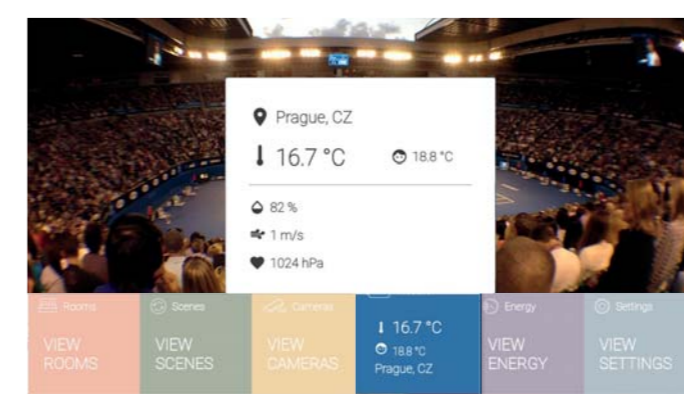 Prague, CZ
16.7 °C
18.8 °C
82 %
1 m/s
1024 hPa
Rooms
VIEW
ROOMS
Scenes
VIEW
SCENES
Cameras
VIEW
CAMERAS
16.7 °C
18.8 °C
Prague, CZ
Energy
VIEW
ENERGY
Settings
VIEW
SETTINGS